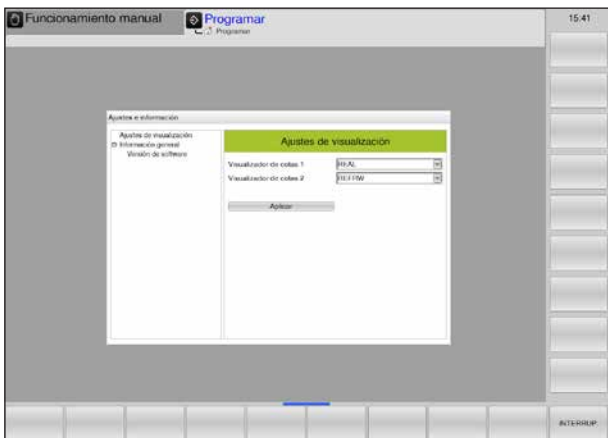 Funcionamiento manual
Programar
15:41
Programar
Ajustes e información
Ajustes de visualización
Información general
Versión de software
Ajustes de visualización
Visualizador de cotas 1
REAL
Visualizador de cotas 2
REFRW
Aplicar
INTERRUP.